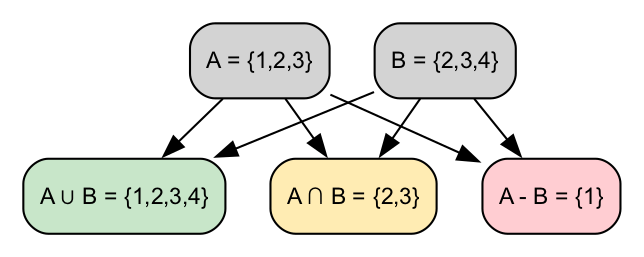 A = {1,2,3}
B = {2,3,4}
A ∪ B = {1,2,3,4}
A ∩ B = {2,3}
A - B = {1}